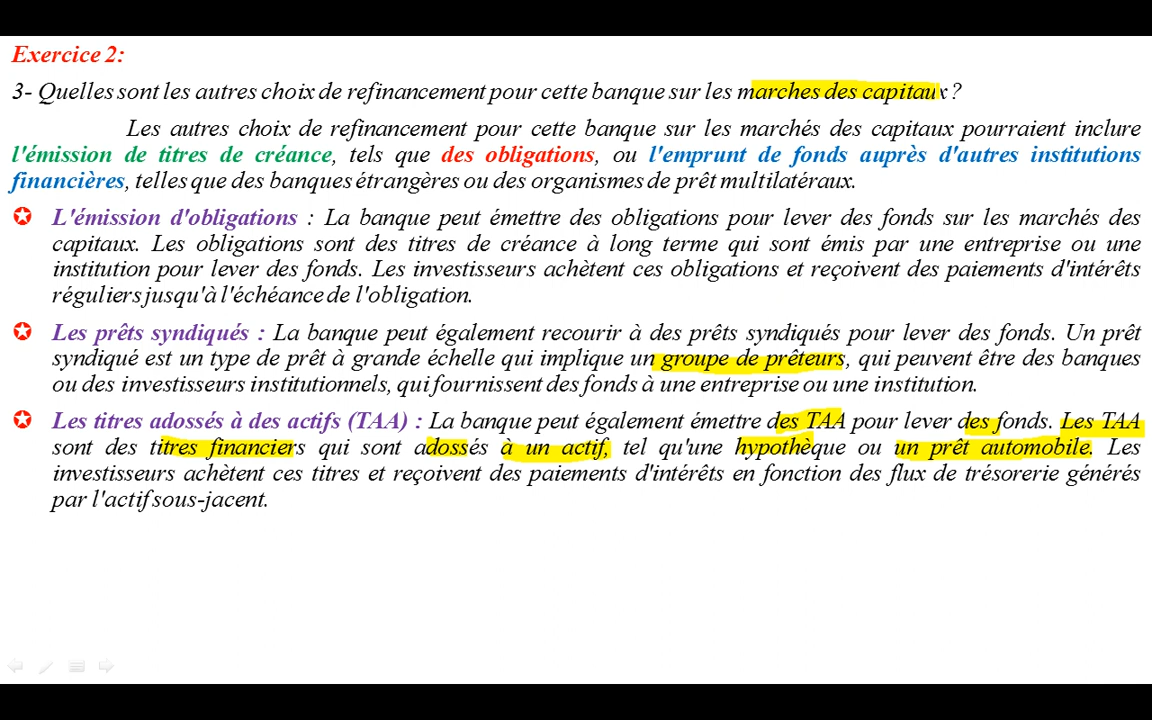 Exercice 2:
3- Quelles sont les autres choix de refinancement pour cette banque sur les marches des capitaux ?
Les autres choix de refinancement pour cette banque sur les marchés des capitaux pourraient inclure
l'émission de titres de créance, tels que des obligations, ou l'emprunt de fonds auprès d'autres institutions
financières, telles que des banques étrangères ou des organismes de prêt multilatéraux.
L'émission d'obligations : La banque peut émettre des obligations pour lever des fonds sur les marchés des
capitaux. Les obligations sont des titres de créance à long terme qui sont émis par une entreprise ou une
institution pour lever des fonds. Les investisseurs achètent ces obligations et reçoivent des paiements d'intérêts
réguliers jusqu'à l'échéance de l'obligation.
Les prêts syndiqués : La banque peut également recourir à des prêts syndiqués pour lever des fonds. Un prêt
syndiqué est un type de prêt à grande échelle qui implique un groupe de prêteurs, qui peuvent être des banques
ou des investisseurs institutionnels, qui fournissent des fonds à une entreprise ou une institution.
Les titres adossés à des actifs (TAA) : La banque peut également émettre des TAA pour lever des fonds. Les TAA
sont des titres financiers qui sont adossés à un actif, tel qu'une hypothèque ou un prêt automobile. Les
investisseurs achètent ces titres et reçoivent des paiements d'intérêts en fonction des flux de trésorerie générés
par l'actif sous-jacent.